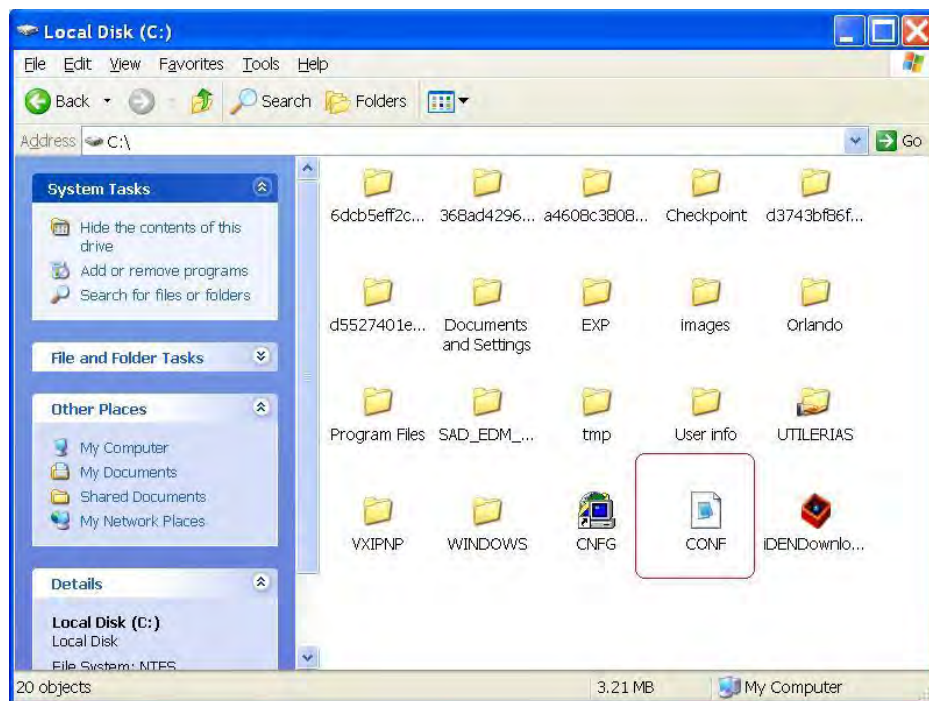 Local Disk (C:)
File Edit View Favorites Tools Help
Back Search Folders
Address C:\ Go
System Tasks
Hide the contents of this
drive
Add or remove programs
Search for files or folders
File and Folder Tasks
Other Places
My Computer
My Documents
Shared Documents
My Network Places
Details
Local Disk (C:)
Local Disk
File System: NTFS
6dcb5eff2c... 368ad4296... a4608c3808... Checkpoint d3743bf86f...
d5527401e... Documents
and Settings EXP images Orlando
Program Files SAD_EDM_... tmp User info UTILERIAS
VXIPNP WINDOWS CNFG CONF iDENDownlo...
20 objects 3.21 MB My Computer